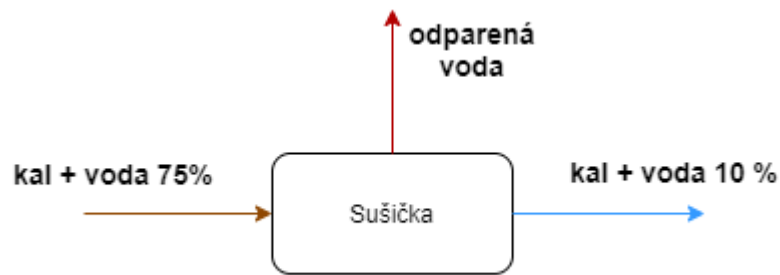 odparená
voda
kal + voda 75%
kal + voda 10 %
Sušička